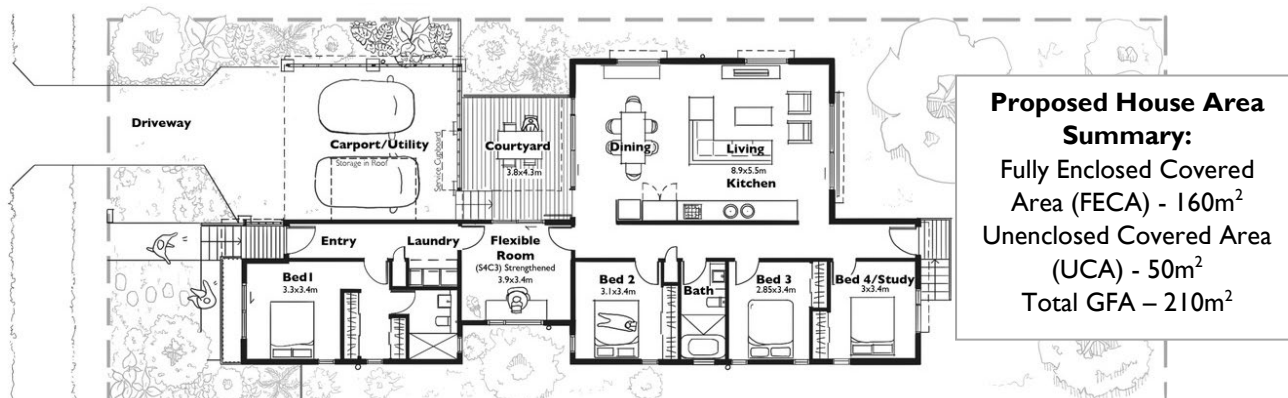 Driveway
Carport/Utility
Storage in Roof
Service Cupboard
Courtyard
3.8x4.3m
Dining
Living
8.9x5.5m
Kitchen
Entry
Laundry
Flexible
Room
(S4C3) Strengthened
3.9x3.4m
Bed1
3.3x3.4m
Bed 2
3.1x3.4m
Bath
Bed 3
2.85x3.4m
Bed 4/Study
3x3.4m
Proposed House Area
Summary:
Fully Enclosed Covered
Area (FECA) - 160m²
Unenclosed Covered Area
(UCA) - 50m²
Total GFA – 210m²